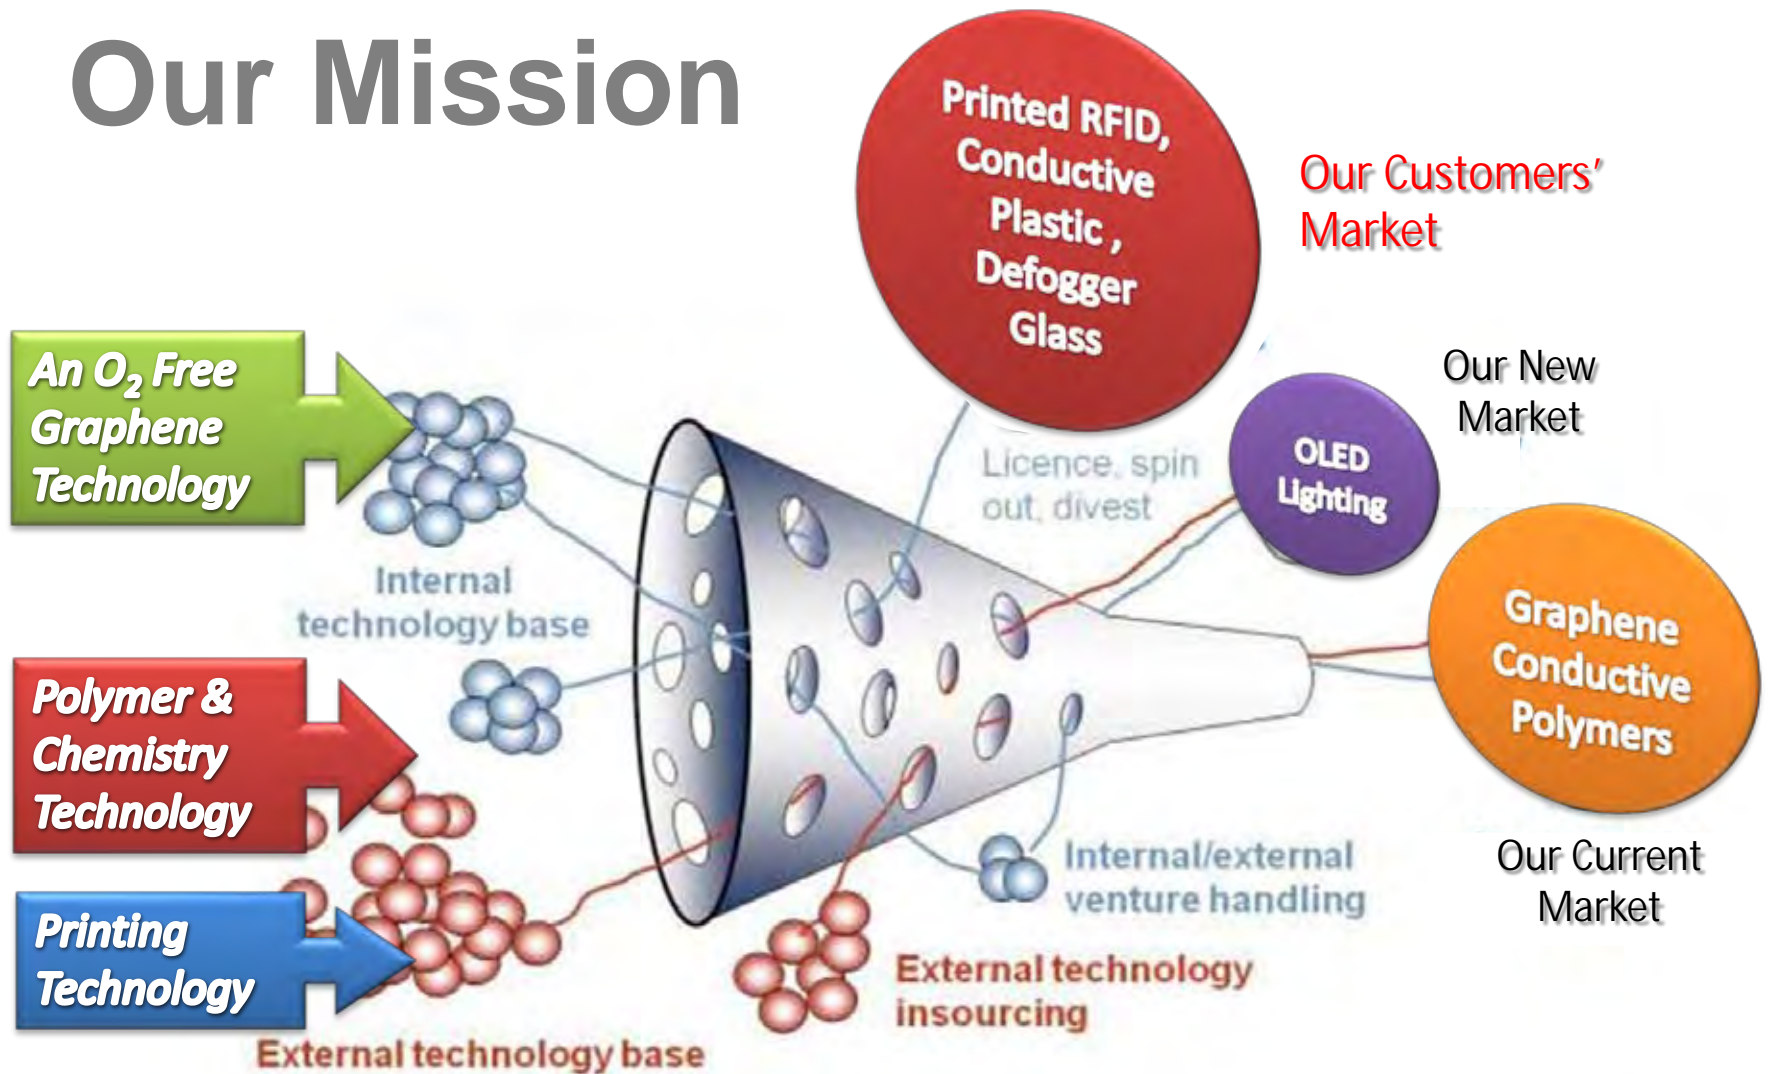 Our Mission
Printed RFID,
Conductive
Plastic ,
Defogger
Glass
Our Customers'
Market
An O₂ Free
Graphene
Technology
Our New
Market
OLED
Lighting
Licence, spin
out, divest
Internal
technology base
Graphene
Conductive
Polymers
Polymer &
Chemistry
Technology
Our Current
Market
Internal/external
venture handling
Printing
Technology
External technology
insourcing
External technology base